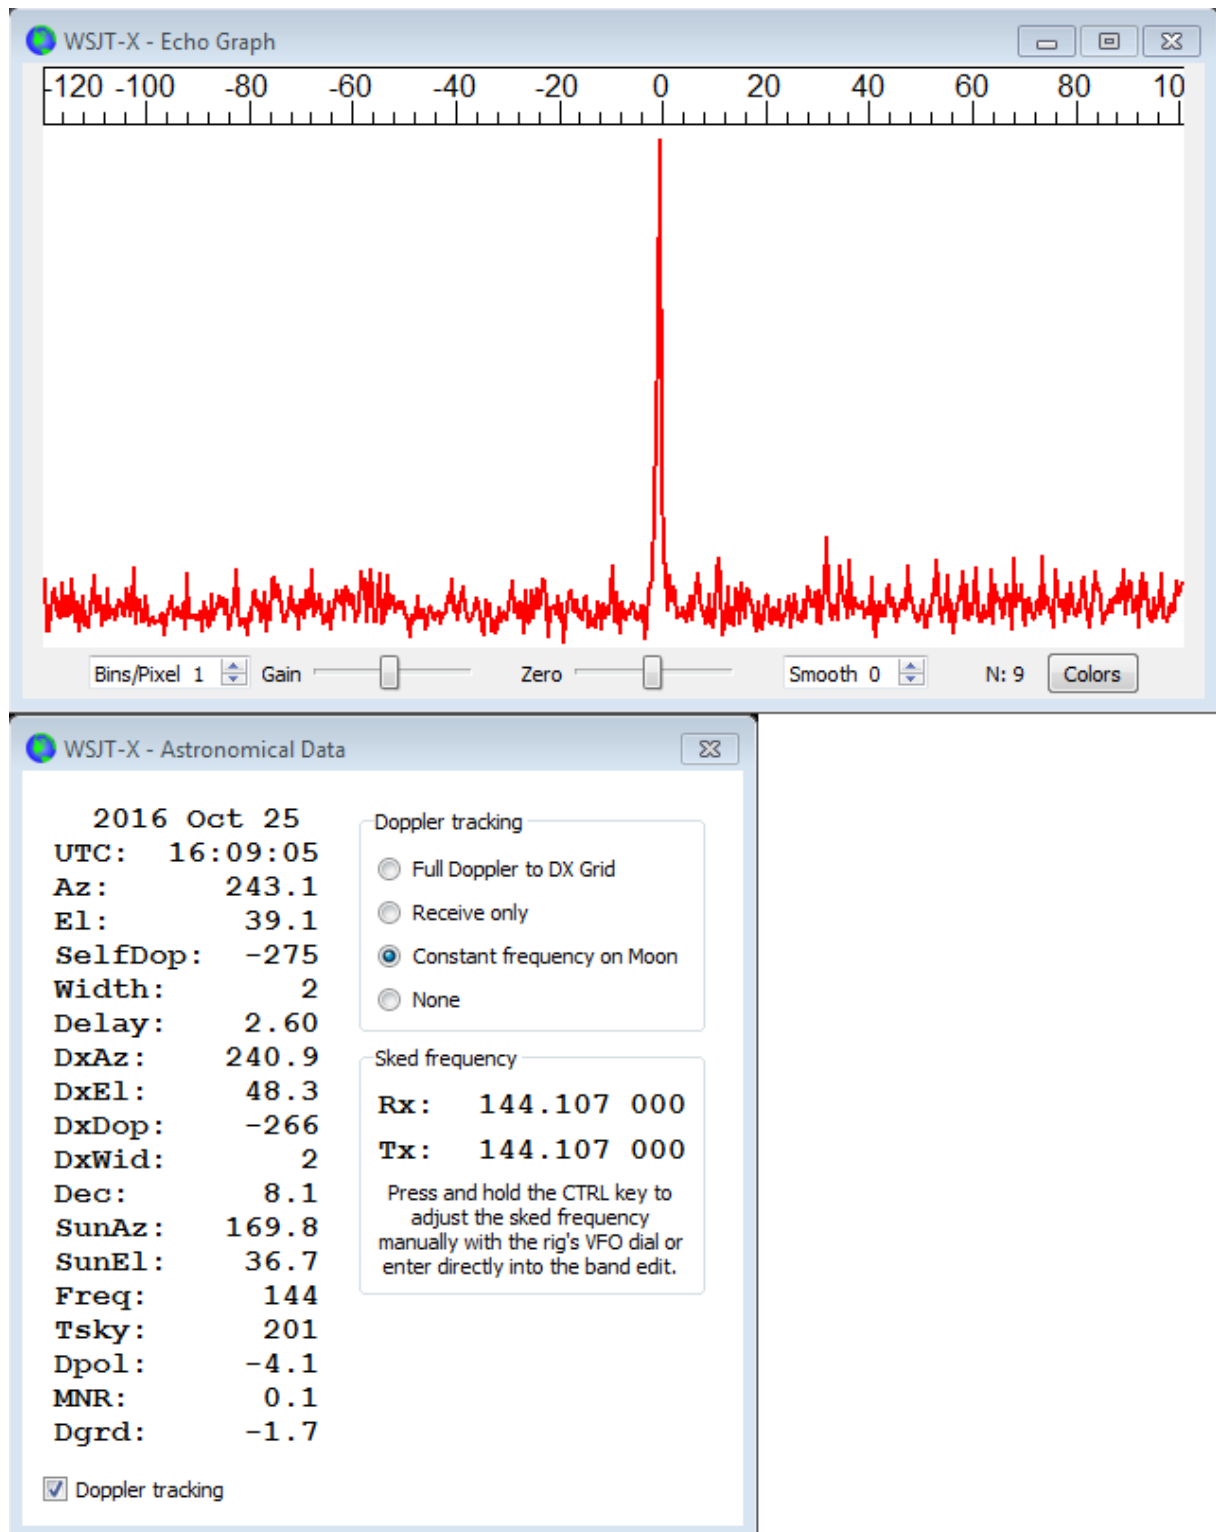 WSJT-X - Echo Graph
-120 -100 -80 -60 -40 -20 0 20 40 60 80 10
Bins/Pixel 1 Gain Zero Smooth 0 N: 9 Colors
WSJT-X - Astronomical Data
2016 Oct 25
UTC: 16:09:05
Az: 243.1
El: 39.1
SelfDop: -275
Width: 2
Delay: 2.60
DxAz: 240.9
DxEl: 48.3
DxDop: -266
DxWid: 2
Dec: 8.1
SunAz: 169.8
SunEl: 36.7
Freq: 144
Tsky: 201
Dpol: -4.1
MNR: 0.1
Dgrd: -1.7
Doppler tracking
Doppler tracking
Full Doppler to DX Grid
Receive only
Constant frequency on Moon
None
Sked frequency
Rx: 144.107 000
Tx: 144.107 000
Press and hold the CTRL key to
adjust the sked frequency
manually with the rig's VFO dial or
enter directly into the band edit.